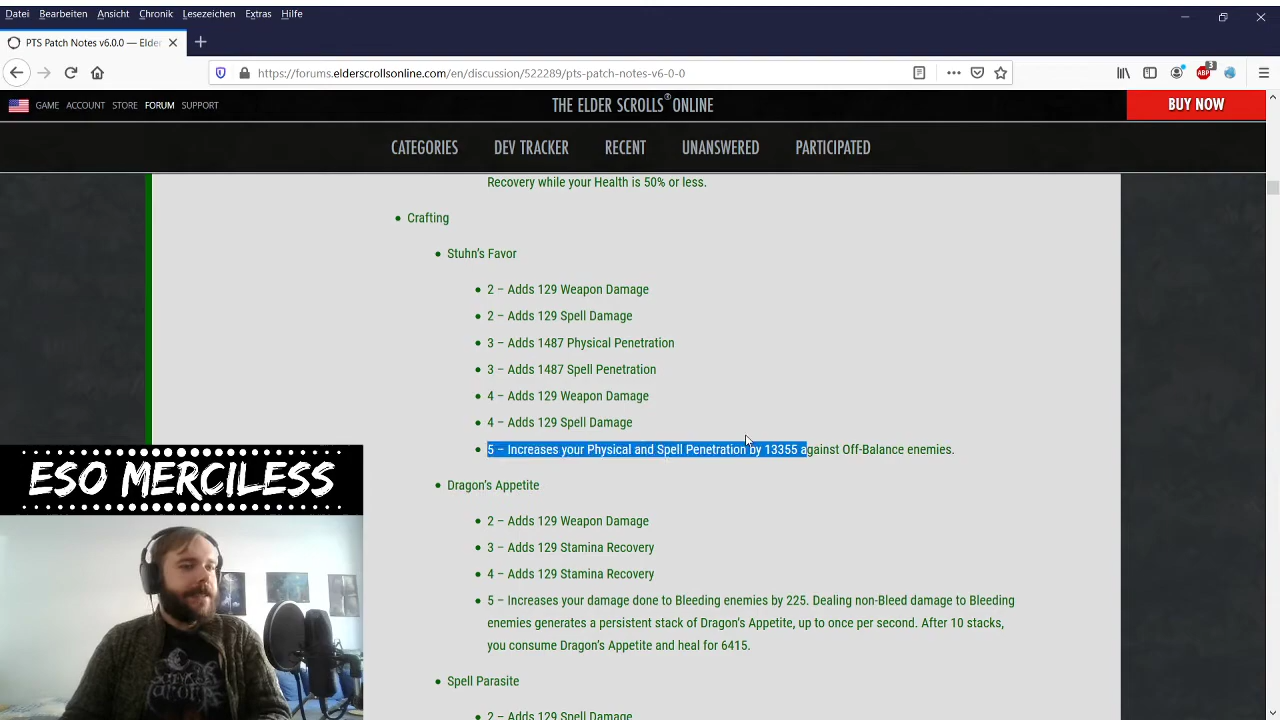 Datei Bearbeiten Ansicht Chronik Lesezeichen Extras Hilfe
PTS Patch Notes v6.0.0 — Elder
https://forums.elderscrollsonline.com/en/discussion/522289/pts-patch-notes-v6-0-0
ABP 3
GAME ACCOUNT STORE FORUM SUPPORT
THE ELDER SCROLLS® ONLINE
BUY NOW
CATEGORIES DEV TRACKER RECENT UNANSWERED PARTICIPATED
Recovery while your Health is 50% or less.
• Crafting
• Stuhn’s Favor
• 2 – Adds 129 Weapon Damage
• 2 – Adds 129 Spell Damage
• 3 – Adds 1487 Physical Penetration
• 3 – Adds 1487 Spell Penetration
• 4 – Adds 129 Weapon Damage
• 4 – Adds 129 Spell Damage
• 5 – Increases your Physical and Spell Penetration by 13355 against Off-Balance enemies.
• Dragon’s Appetite
• 2 – Adds 129 Weapon Damage
• 3 – Adds 129 Stamina Recovery
• 4 – Adds 129 Stamina Recovery
• 5 – Increases your damage done to Bleeding enemies by 225. Dealing non-Bleed damage to Bleeding
enemies generates a persistent stack of Dragon’s Appetite, up to once per second. After 10 stacks,
you consume Dragon’s Appetite and heal for 6415.
• Spell Parasite
• 2 – Adds 129 Spell Damage
ESO MERCILESS